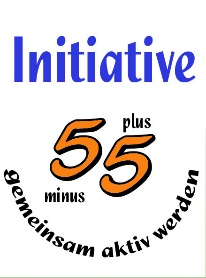 Initiative
plus
55
minus
gemeinsam aktiv werden